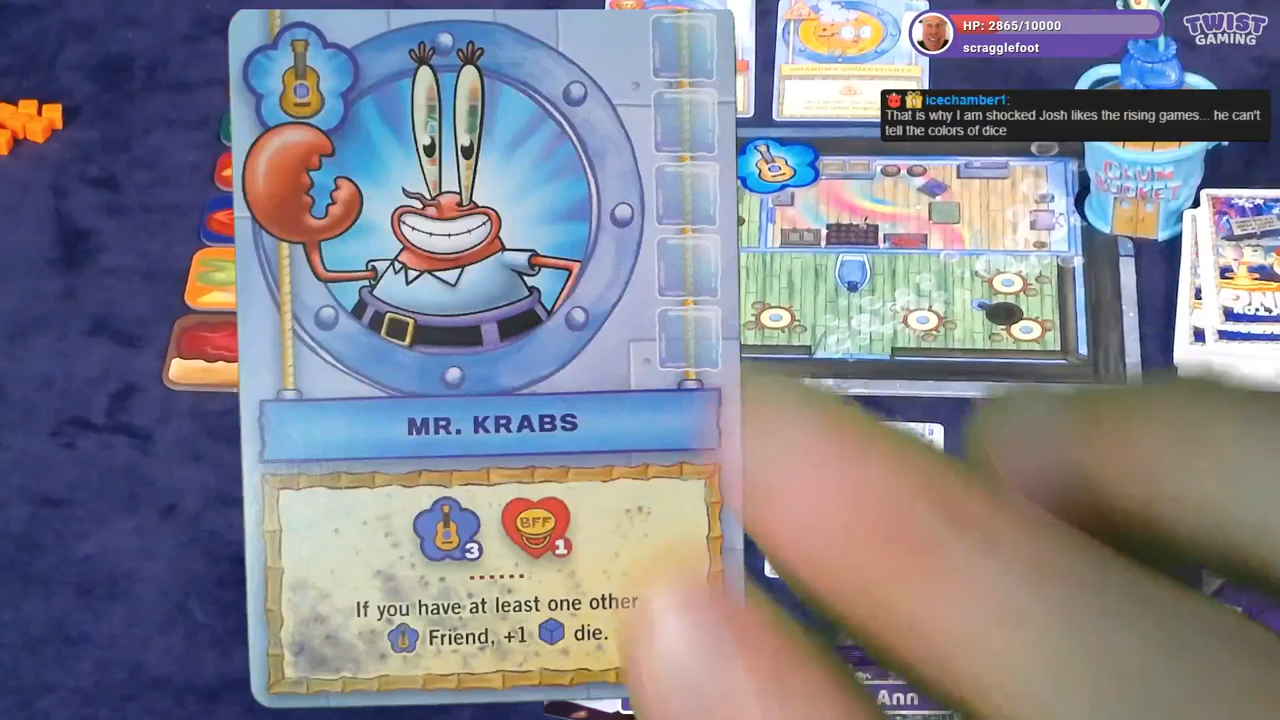 HP: 2865/10000
scragglefoot
TWIST
GAMING
icechamber1:
That is why I am shocked Josh likes the rising games... he can't
tell the colors of dice
MR. KRABS
3
BFF
1
If you have at least one other
Friend, +1 die.
CHUM
BUCKET
Ann